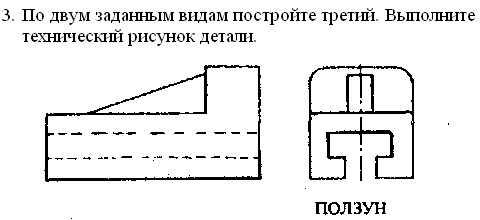 3. По двум заданным видам постройте третий. Выполните
технический рисунок детали.
ПОЛЗУН